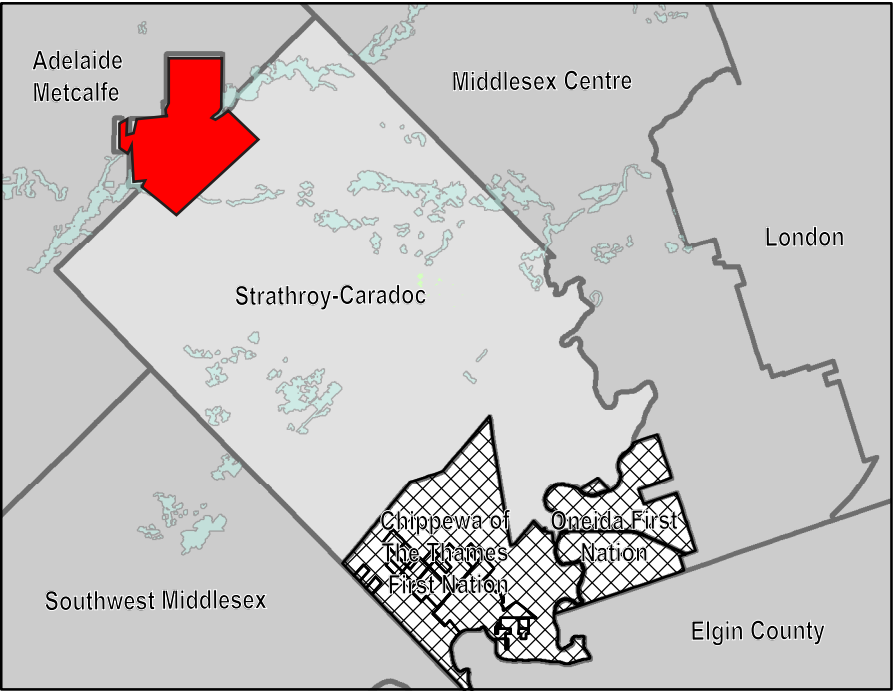 Adelaide
Metcalfe
Middlesex Centre
London
Strathroy-Caradoc
Chippewa of
The Thames
First Nation
Oneida First
Nation
Southwest Middlesex
Elgin County